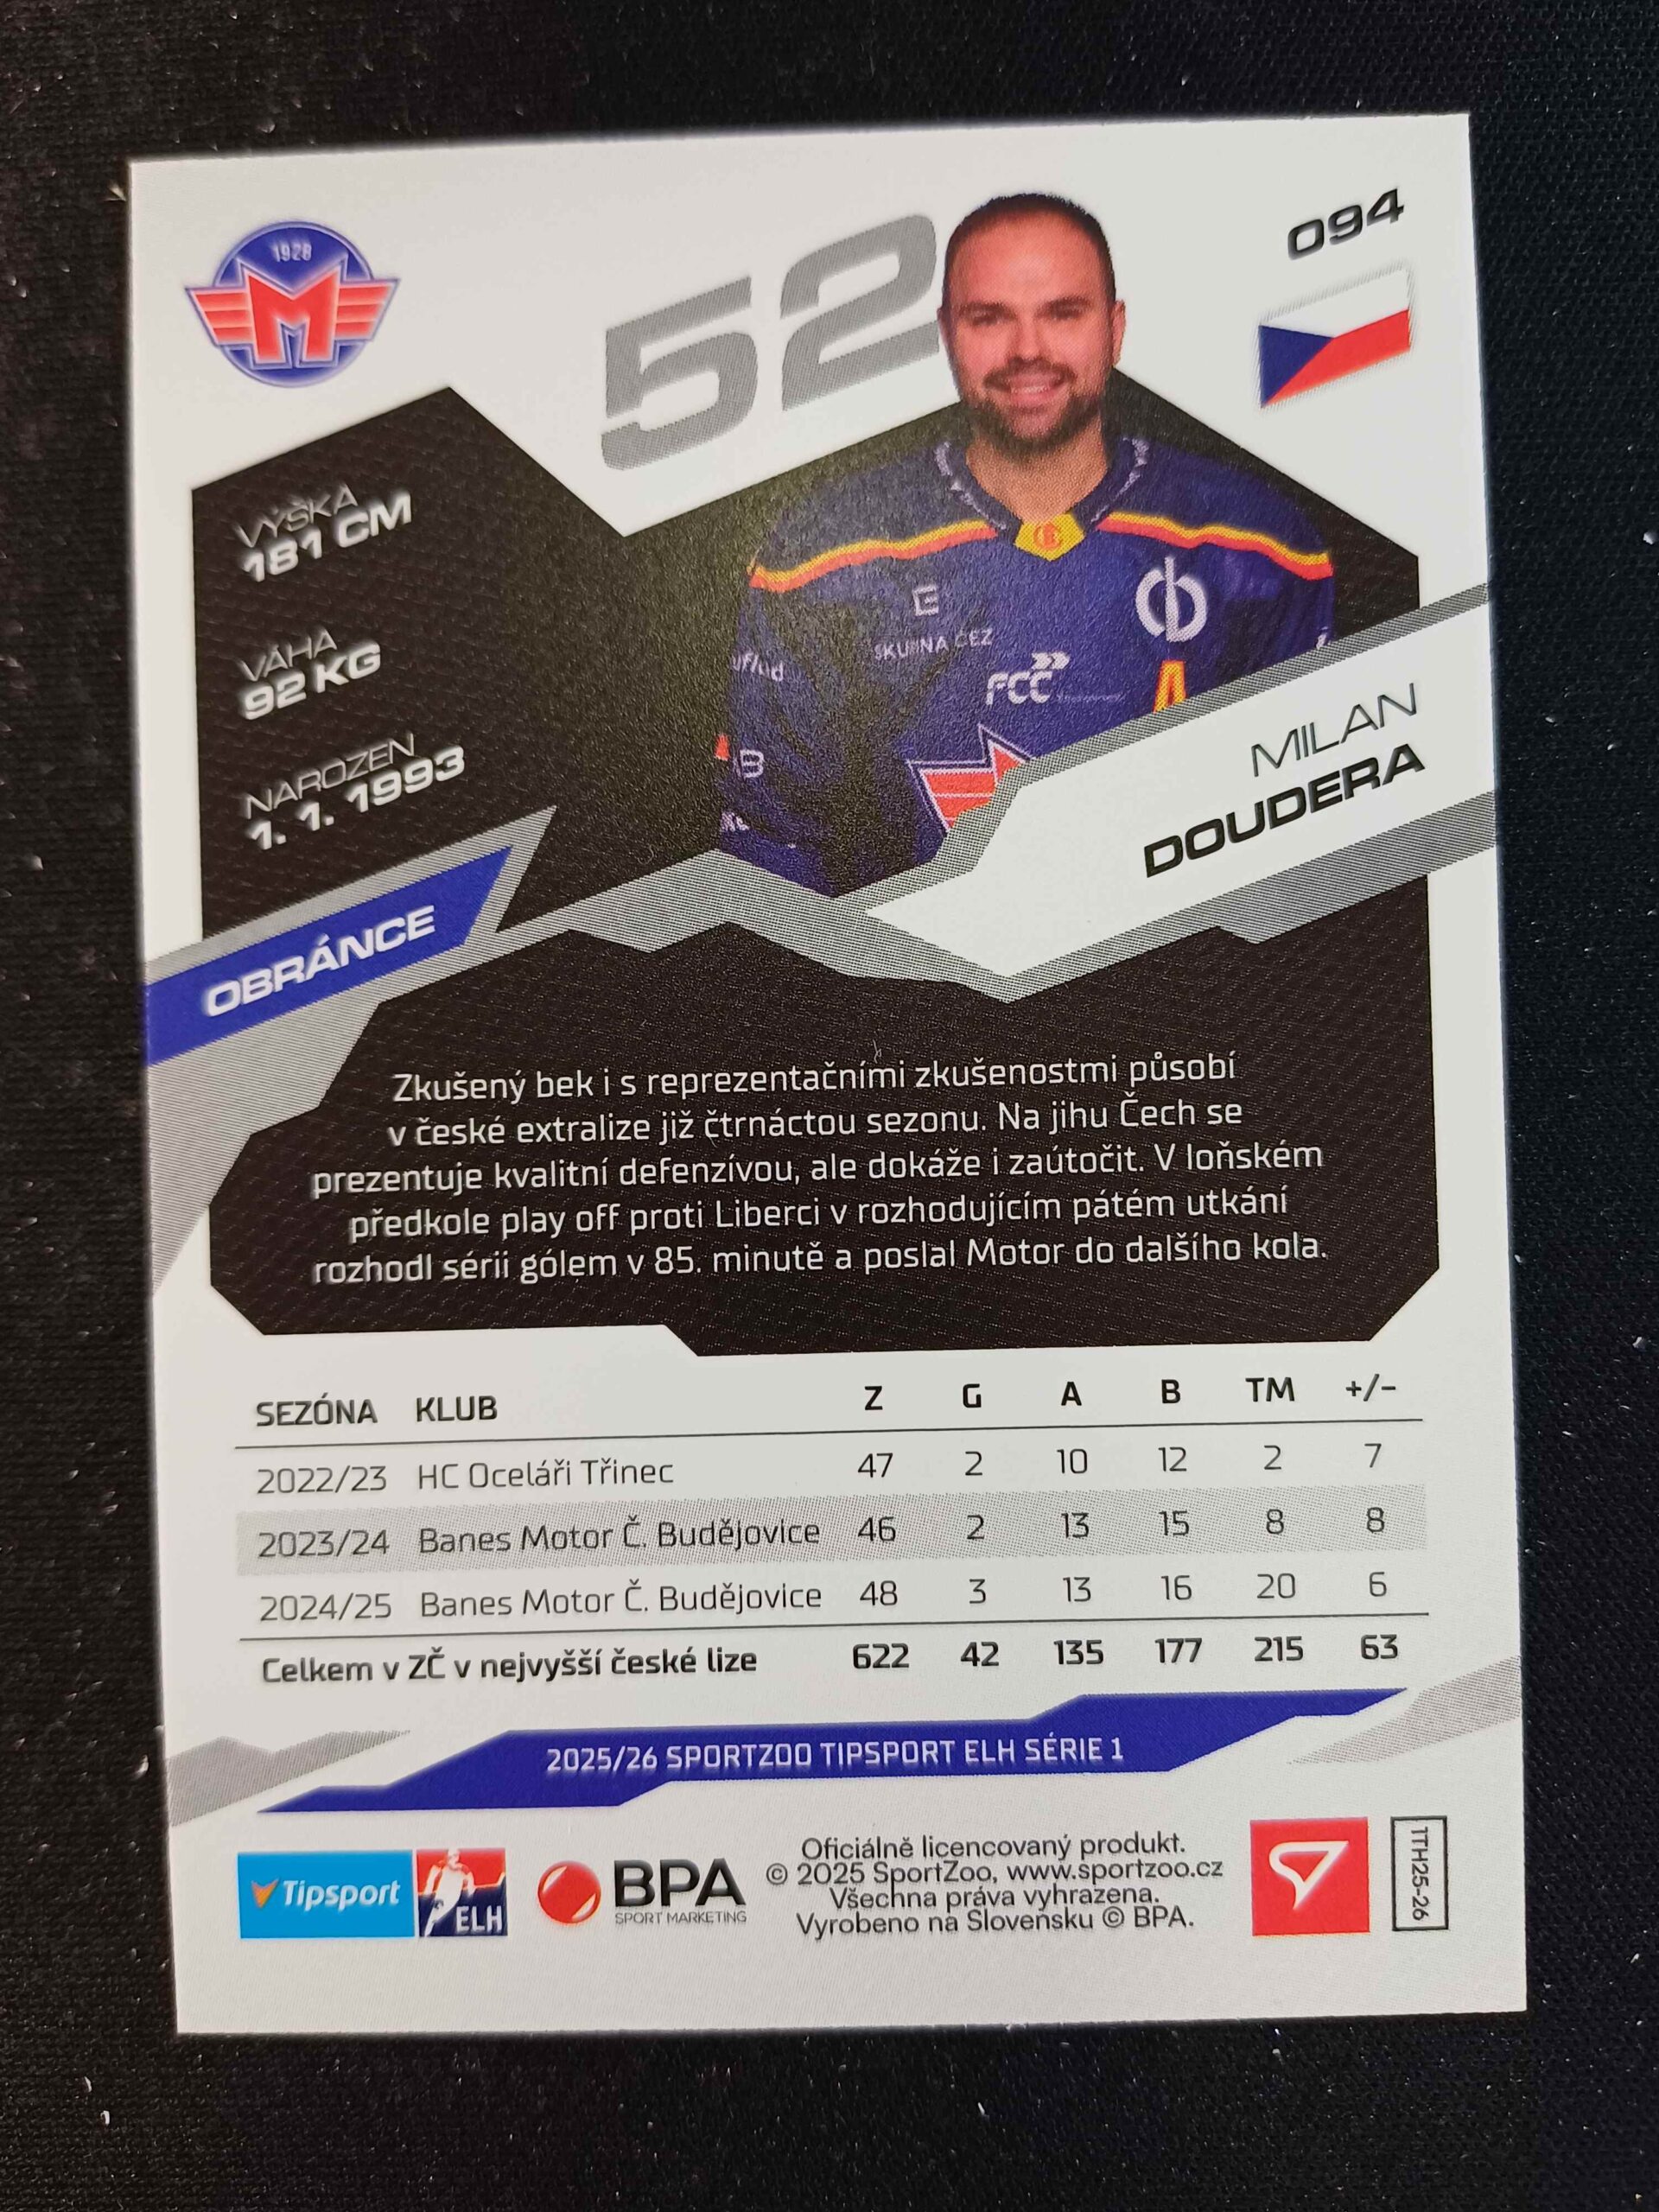 1928
52
094
VÝŠKA
181 CM
VÁHA
92 KG
NAROZEN
1. 1. 1993
SKUPINA ČEZ
FCC
A
MILAN
DOUDERA
OBRÁNCE
Zkušený bek i s reprezentačními zkušenostmi působí
v české extralize již čtrnáctou sezonu. Na jihu Čech se
prezentuje kvalitní defenzívou, ale dokáže i zaútočit. V loňském
předkole play off proti Liberci v rozhodujícím pátém utkání
rozhodl sérii gólem v 85. minutě a poslal Motor do dalšího kola.
SEZÓNA KLUB Z G A B TM +/-
2022/23 HC Oceláři Třinec 47 2 10 12 2 7
2023/24 Banes Motor Č. Budějovice 46 2 13 15 8 8
2024/25 Banes Motor Č. Budějovice 48 3 13 16 20 6
Celkem v ZČ v nejvyšší české lize 622 42 135 177 215 63
2025/26 SPORTZOO TIPSPORT ELH SÉRIE 1
Tipsport
ELH
BPA
SPORT MARKETING
Oficiálně licencovaný produkt.
© 2025 SportZoo, www.sportzoo.cz
Všechna práva vyhrazena.
Vyrobeno na Slovensku © BPA.
1TH25-26